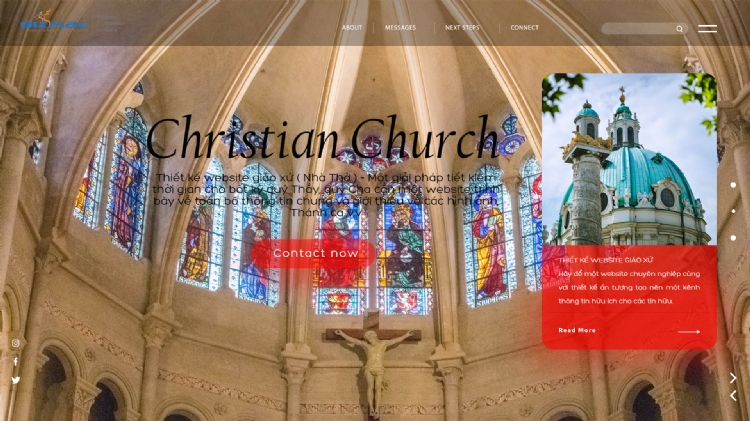 ABOUT
MESSAGES
NEXT STEPS
CONNECT
Christian Church
Thiết kế website giáo xứ ( Nhà Thờ ) - Một giải pháp tiết kiệm
thời gian cho bất kỳ quý Thầy, quý Cha cần một website trình
bày về toàn bộ thông tin chung và giới thiệu về các hình ảnh,
Thánh ca vv
Contact now
THIẾT KẾ WEBSITE GIÁO XỨ
Hãy để một website chuyên nghiệp cùng
với thiết kế ấn tượng tạo nên một kênh
thông tin hữu ích cho các tín hữu.
Read More